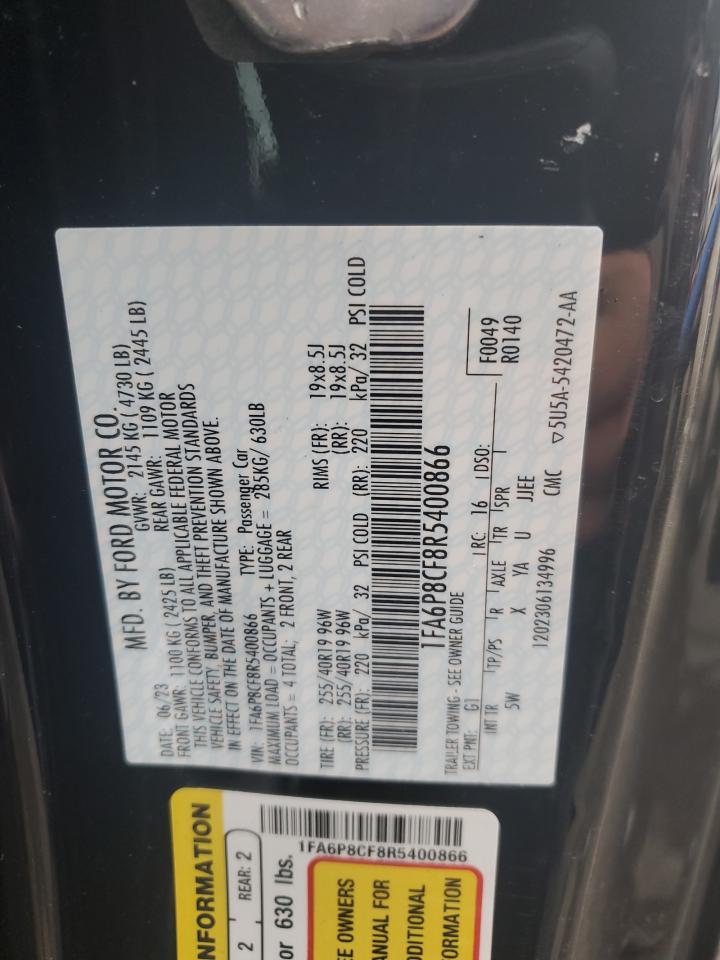 MFD. BY FORD MOTOR CO.
DATE: 06/23 GVWR: 2145 KG ( 4730 LB)
FRONT GAWR: 1100 KG ( 2425 LB) REAR GAWR: 1109 KG ( 2445 LB)
THIS VEHICLE CONFORMS TO ALL APPLICABLE FEDERAL MOTOR
VEHICLE SAFETY, BUMPER, AND THEFT PREVENTION STANDARDS
IN EFFECT ON THE DATE OF MANUFACTURE SHOWN ABOVE.
VIN: 1FA6P8CF8R5400866 TYPE: Passenger Car
MAXIMUM LOAD = OCCUPANTS + LUGGAGE = 285KG/ 630LB
OCCUPANTS = 4 TOTAL; 2 FRONT, 2 REAR
TIRE (FR): 255/40R19 96W RIMS (FR): 19x8.5J
(RR): 255/40R19 96W (RR): 19x8.5J
PRESSURE (FR): 220 kPa/ 32 PSI COLD (RR): 220 kPa/ 32 PSI COLD
1FA6P8CF8R5400866
TRAILER TOWING - SEE OWNER GUIDE
EXT PNT: G1 RC: 16 DSO: F0049
INT TR TP/PS R AXLE TR SPR R0140
5W X YA U JJEE
1202306134996 CMC ▽5U5A-5420472-AA
NFORMATION
2 REAR: 2
or 630 lbs.
1FA6P8CF8R5400866
EE OWNERS
ANUAL FOR
DDITIONAL
FORMATION